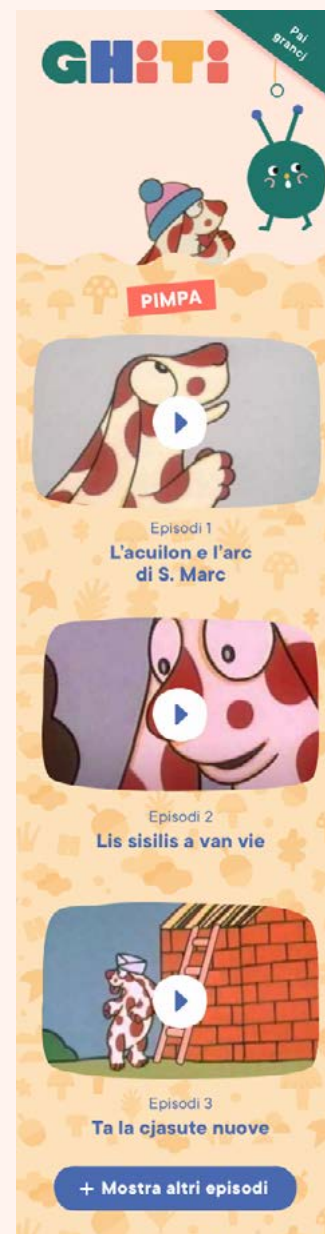 GHiTi
Pai
grancj
PIMPA
Episodi 1
L'acuilon e l'arc
di S. Marc
Episodi 2
Lis sisilis a van vie
Episodi 3
Ta la cjasute nuove
+ Mostra altri episodi